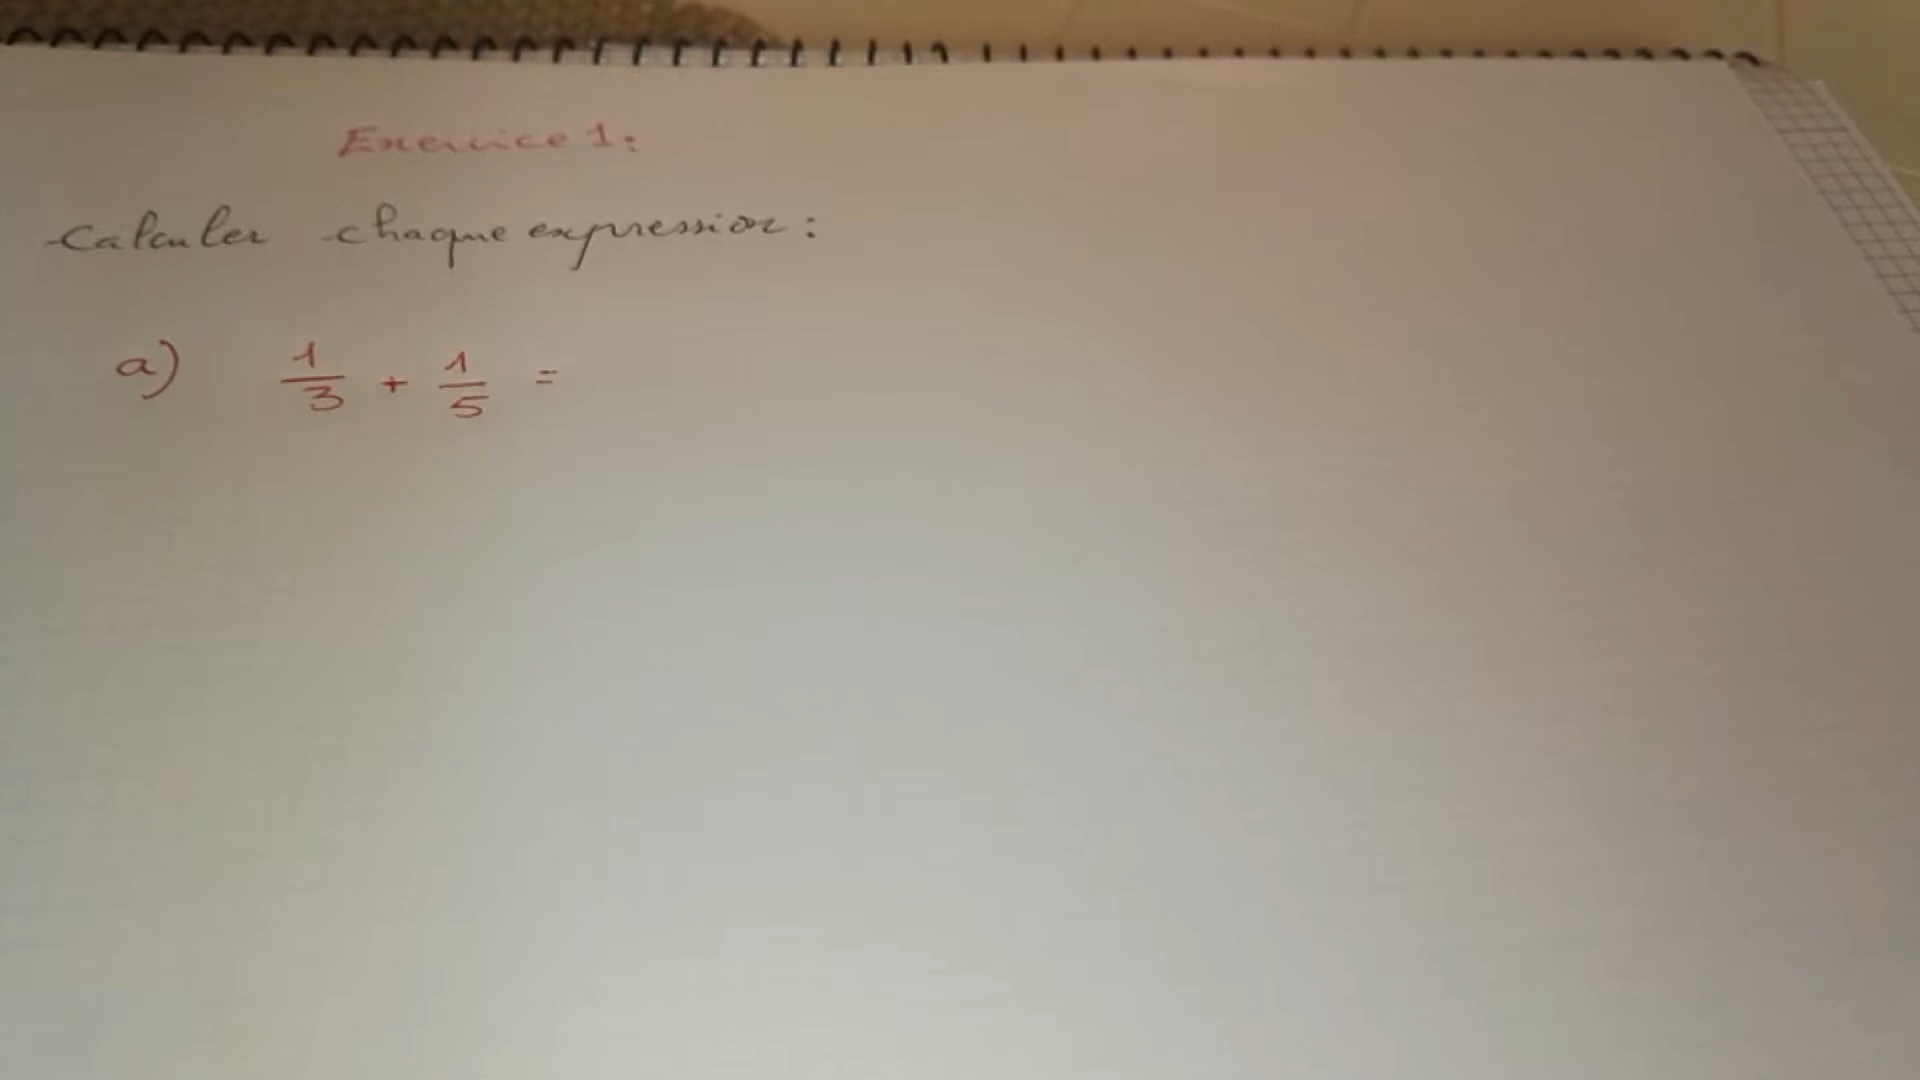 Exercice 1:
Calculer chaque expression:
a) 1/3 + 1/5 =